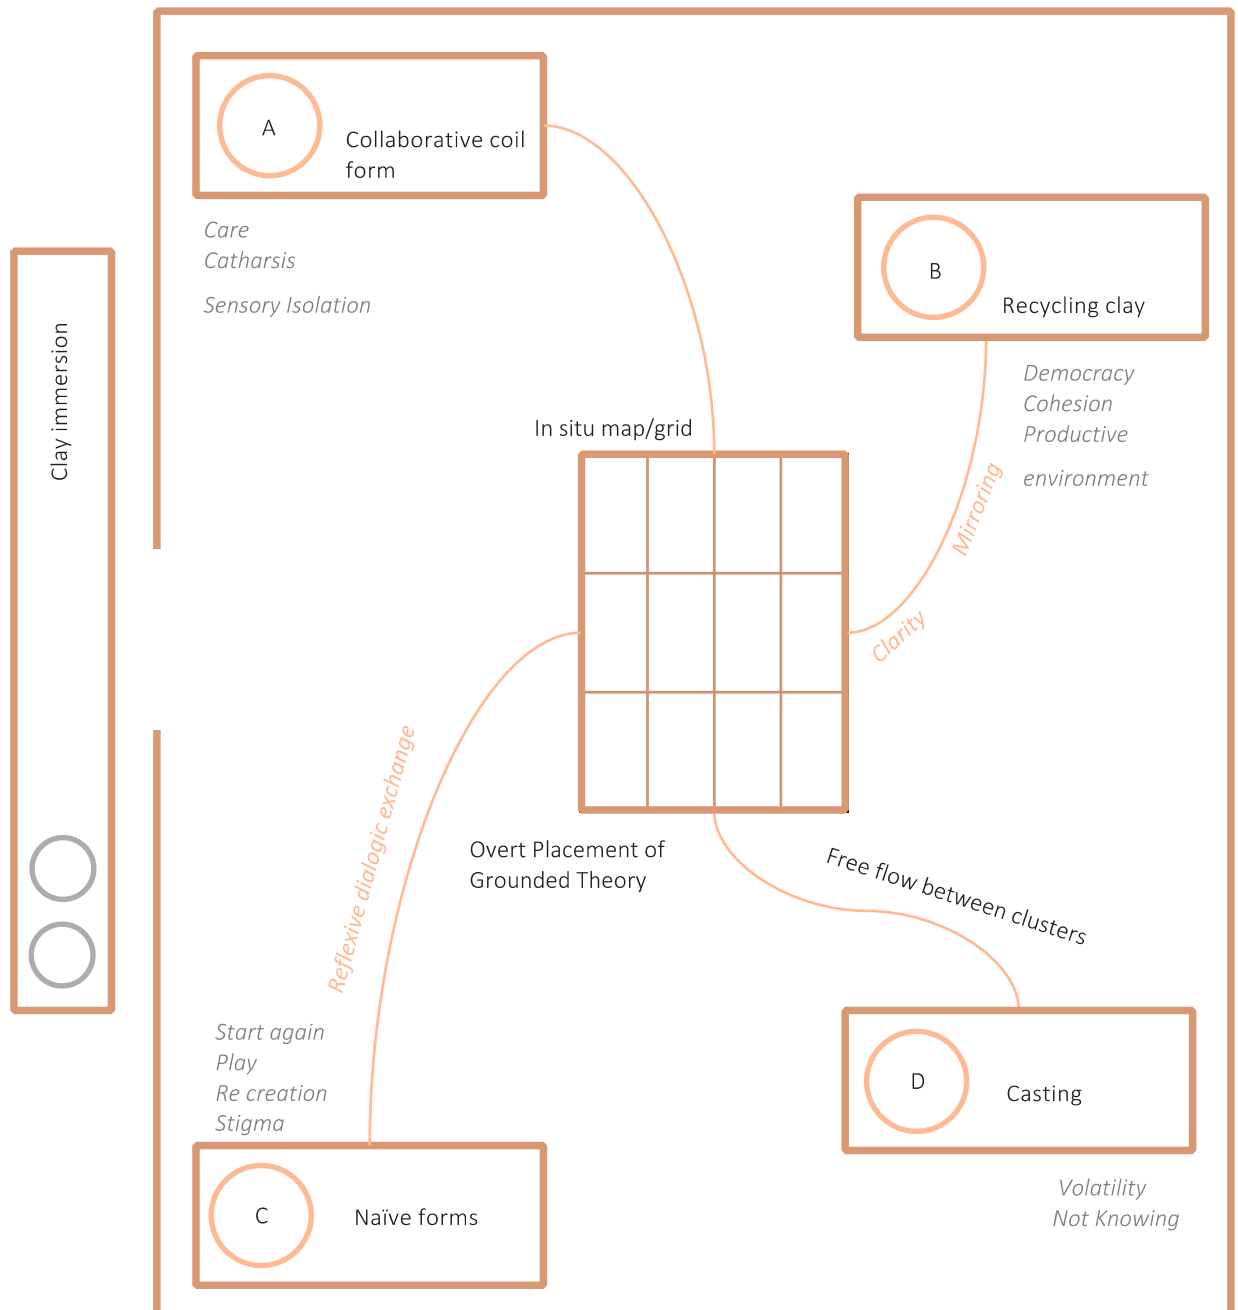 A
Collaborative coil
form
Care
Catharsis
Sensory Isolation
B
Recycling clay
Democracy
Cohesion
Productive
environment
Clay immersion
In situ map/grid
Mirroring
Clarity
Reflexive dialogic exchange
Overt Placement of
Grounded Theory
Free flow between clusters
Start again
Play
Re creation
Stigma
C
Naïve forms
D
Casting
Volatility
Not Knowing